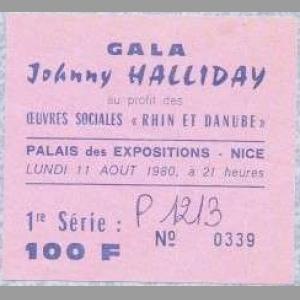 GALA
Johnny HALLIDAY
au profit des
ŒUVRES SOCIALES « RHIN ET DANUBE »
PALAIS des EXPOSITIONS - NICE
LUNDI 11 AOUT 1980, à 21 heures
1re Série : P 1213
100 F Nº 0339